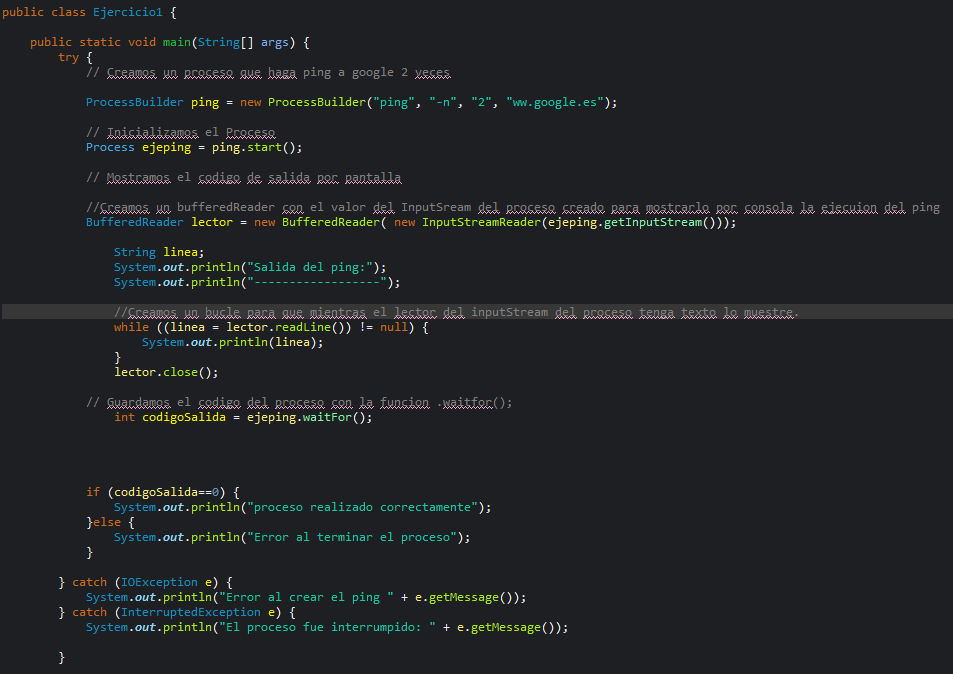 public class Ejercicio1 {
public static void main(String[] args) {
try {
// Creamos un proceso que haga ping a google 2 veces
ProcessBuilder ping = new ProcessBuilder("ping", "-n", "2", "ww.google.es");
// Inicializamos el Proceso
Process ejeping = ping.start();
// Mostramos el codigo de salida por pantalla
//Creamos un bufferedReader con el valor del InputSream del proceso creado para mostrarlo por consola la ejecuion del ping
BufferedReader lector = new BufferedReader( new InputStreamReader(ejeping.getInputStream()));
String linea;
System.out.println("Salida del ping:");
System.out.println("------------------");
//Creamos un bucle para que mientras el lector del inputStream del proceso tenga texto lo muestre.
while ((linea = lector.readLine()) != null) {
System.out.println(linea);
}
lector.close();
// Guardamos el codigo del proceso con la funcion .waitfor();
int codigoSalida = ejeping.waitFor();
if (codigoSalida==0) {
System.out.println("proceso realizado correctamente");
}else {
System.out.println("Error al terminar el proceso");
}
} catch (IOException e) {
System.out.println("Error al crear el ping " + e.getMessage());
} catch (InterruptedException e) {
System.out.println("El proceso fue interrumpido: " + e.getMessage());
}